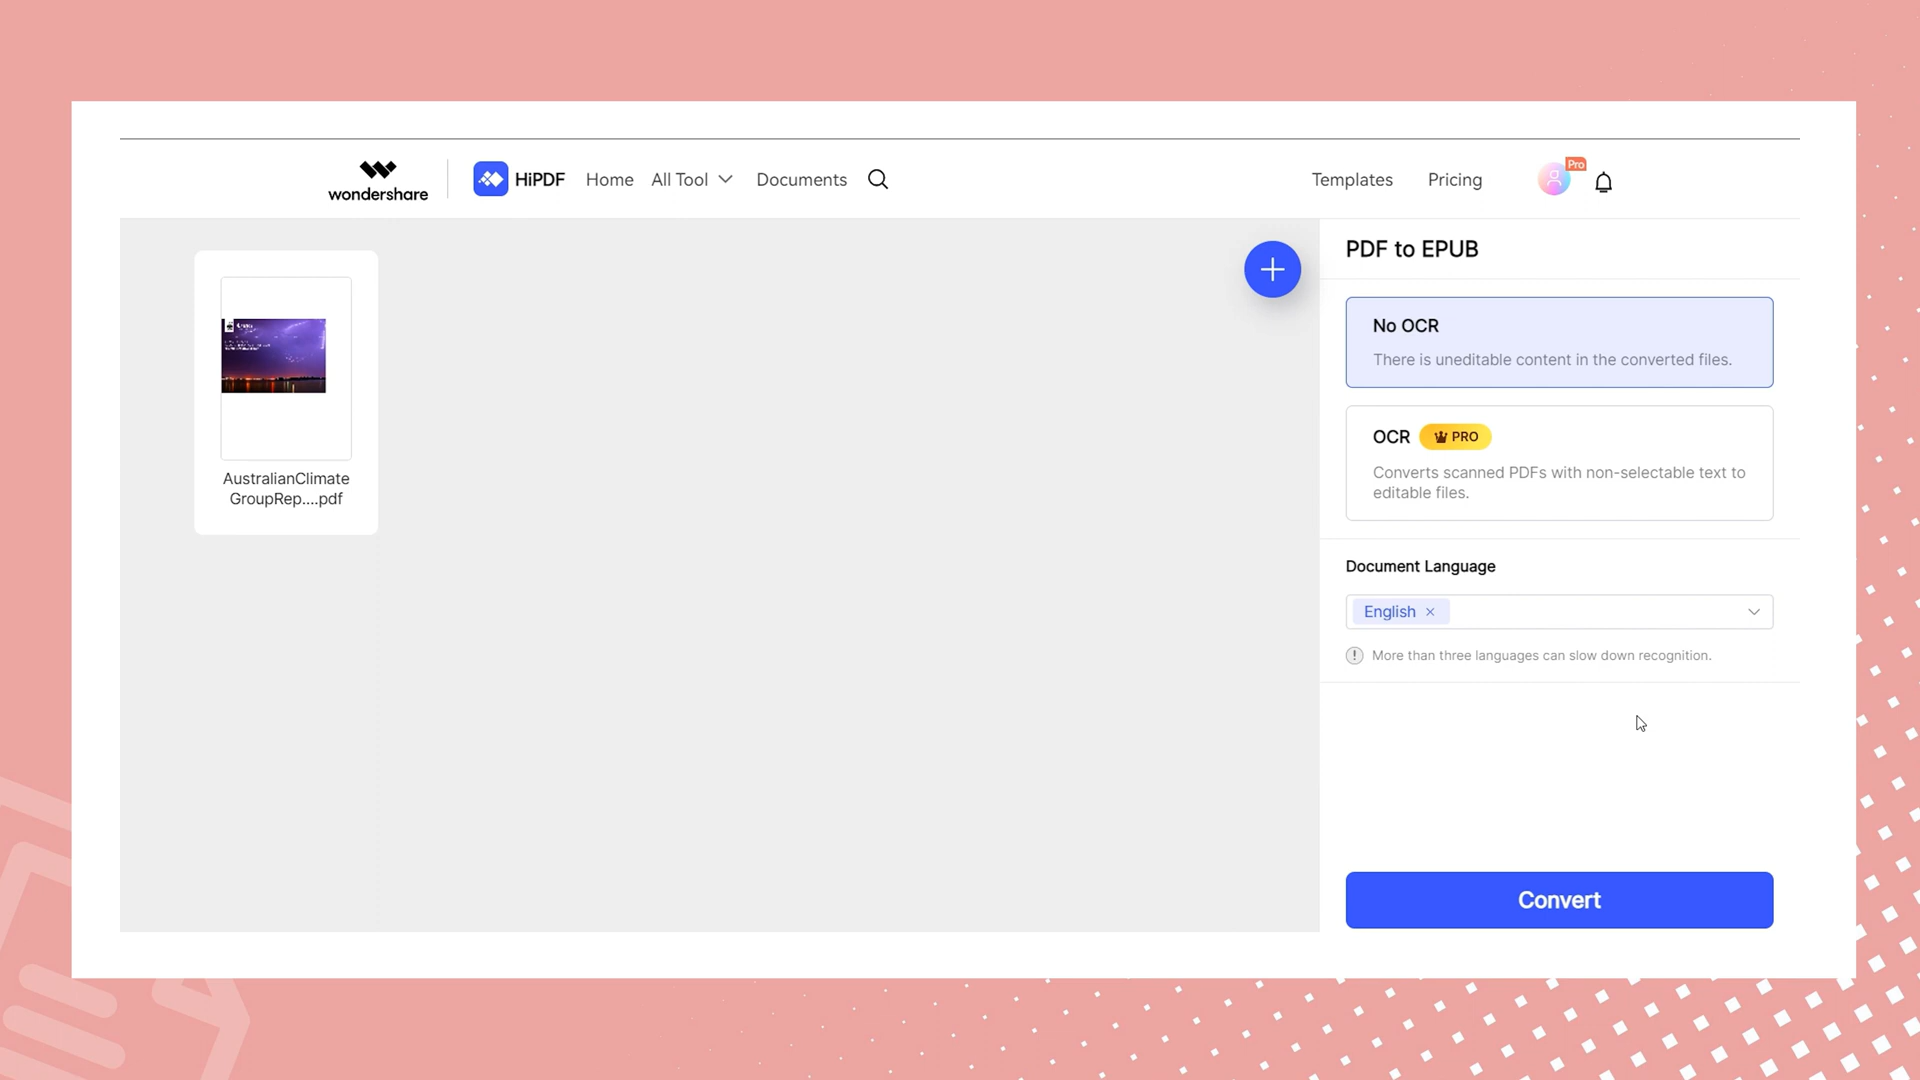 wondershare
HiPDF
Home
All Tool
Documents
Templates
Pricing
Pro
AustralianClimate
GroupRep....pdf
PDF to EPUB
No OCR
There is uneditable content in the converted files.
OCR
PRO
Converts scanned PDFs with non-selectable text to
editable files.
Document Language
English ×
More than three languages can slow down recognition.
Convert